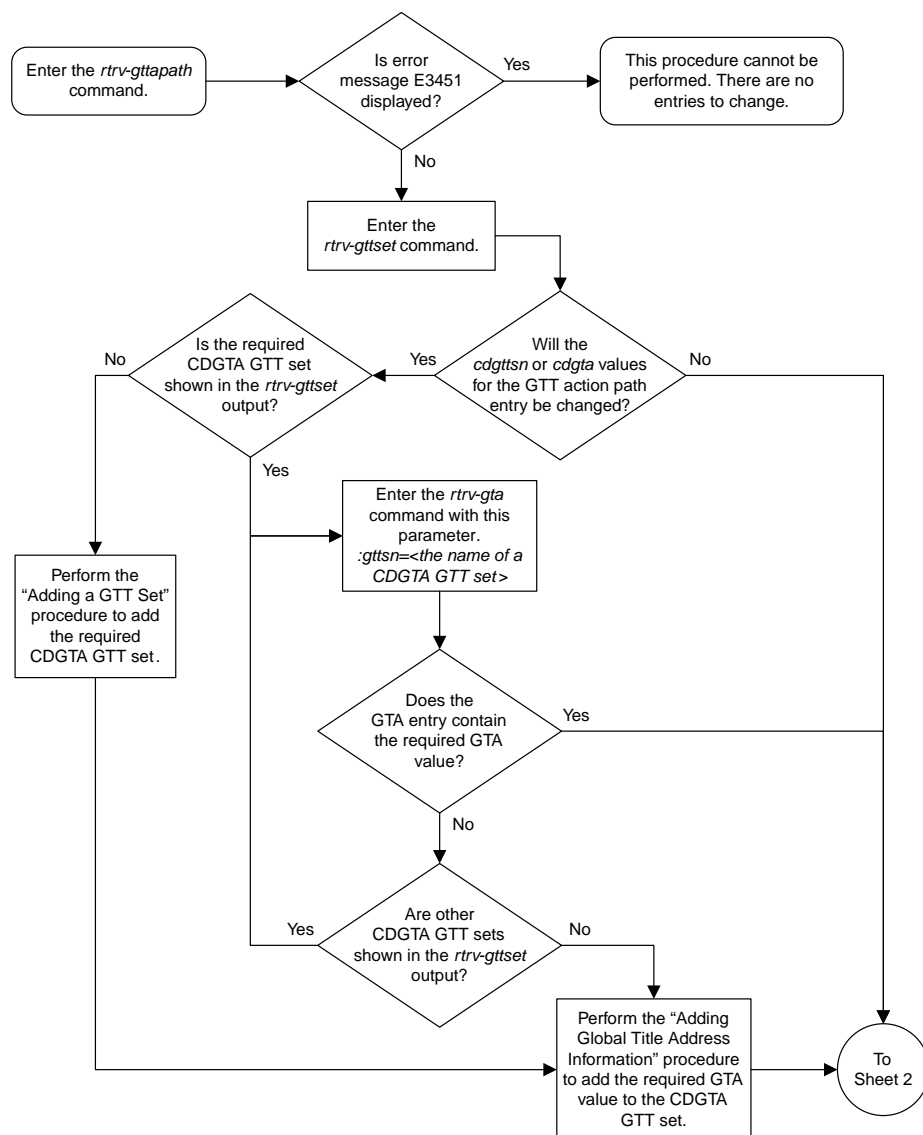 Enter the rtrv-gttapath
command.
Is error
message E3451
displayed?
Yes
This procedure cannot be
performed. There are no
entries to change.
No
Enter the
rtrv-gttset command.
Will the
cdgttsn or cdgta values
for the GTT action path
entry be changed?
Yes
No
Is the required
CDGTA GTT set
shown in the rtrv-gttset
output?
No
Yes
Enter the rtrv-gta
command with this
parameter.
:gttsn=<the name of a
CDGTA GTT set>
Perform the
“Adding a GTT Set”
procedure to add
the required
CDGTA GTT set.
Does the
GTA entry contain
the required GTA
value?
Yes
No
Are other
CDGTA GTT sets
shown in the rtrv-gttset
output?
Yes
No
Perform the “Adding
Global Title Address
Information” procedure
to add the required GTA
value to the CDGTA
GTT set.
To
Sheet 2